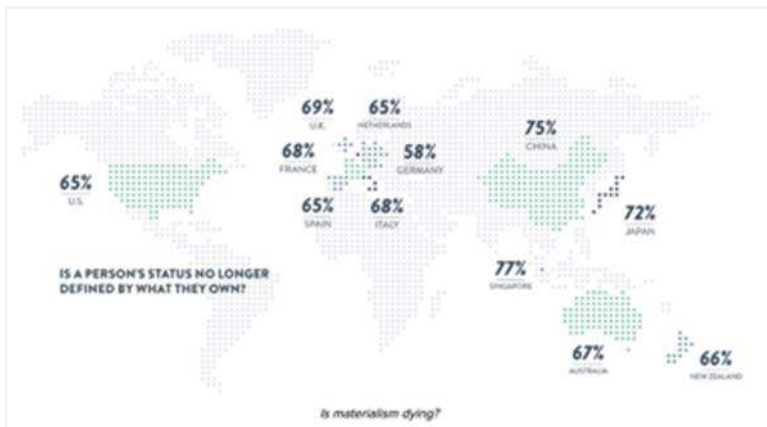 69%
U.K.
65%
NETHERLANDS
75%
CHINA
68%
FRANCE
58%
GERMANY
65%
U.S.
65%
SPAIN
68%
ITALY
72%
JAPAN
77%
SINGAPORE
IS A PERSON'S STATUS NO LONGER
DEFINED BY WHAT THEY OWN?
67%
AUSTRALIA
66%
NEW ZEALAND
Is materialism dying?